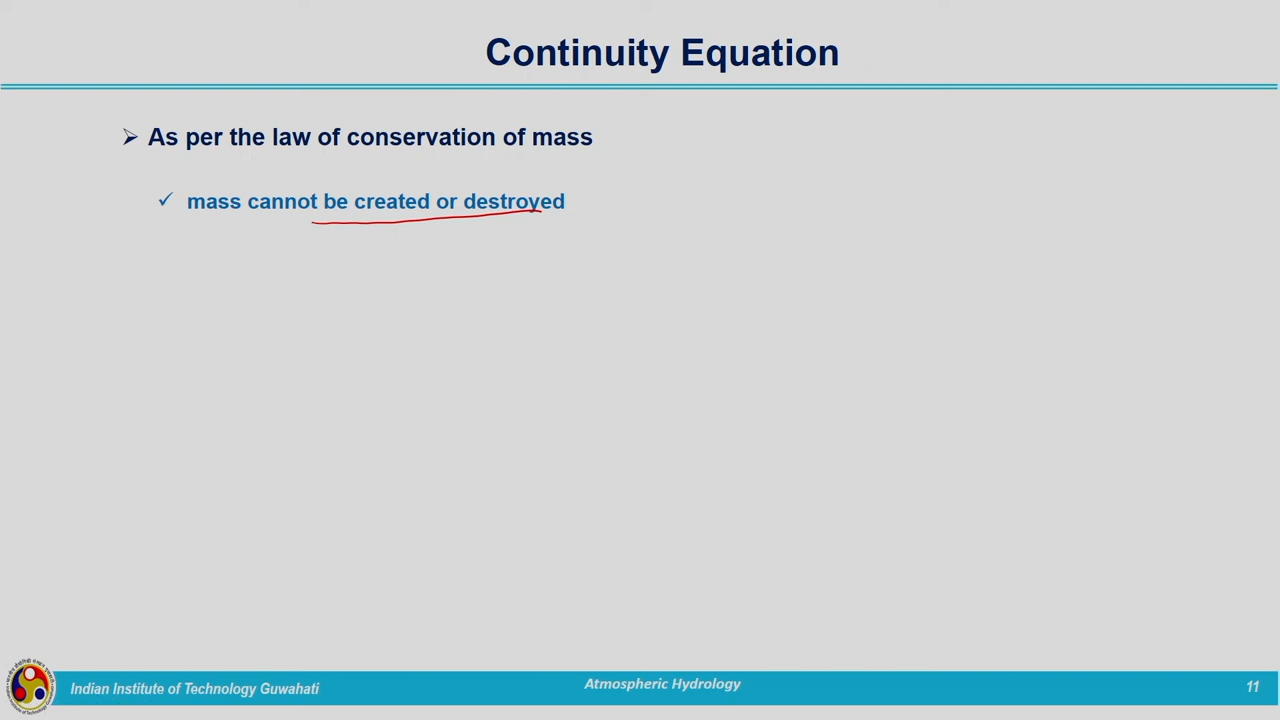 Continuity Equation
As per the law of conservation of mass
mass cannot be created or destroyed
Indian Institute of Technology Guwahati
Atmospheric Hydrology
11